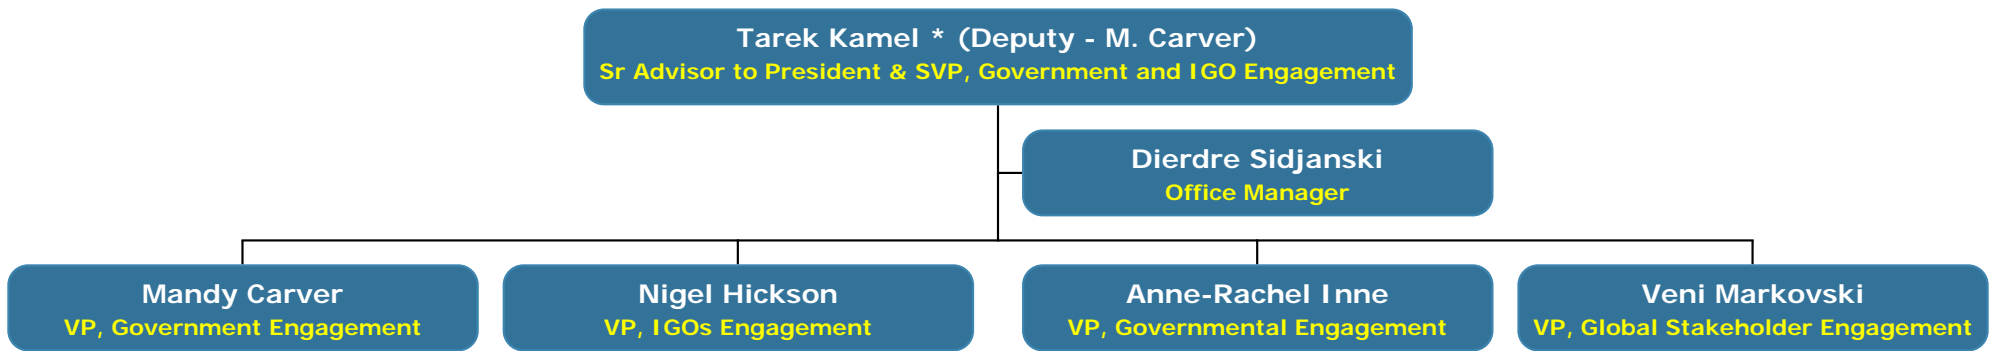 Tarek Kamel * (Deputy - M. Carver)
Sr Advisor to President & SVP, Government and IGO Engagement
Dierdre Sidjanski
Office Manager
Mandy Carver
VP, Government Engagement
Nigel Hickson
VP, IGOs Engagement
Anne-Rachel Inne
VP, Governmental Engagement
Veni Markovski
VP, Global Stakeholder Engagement